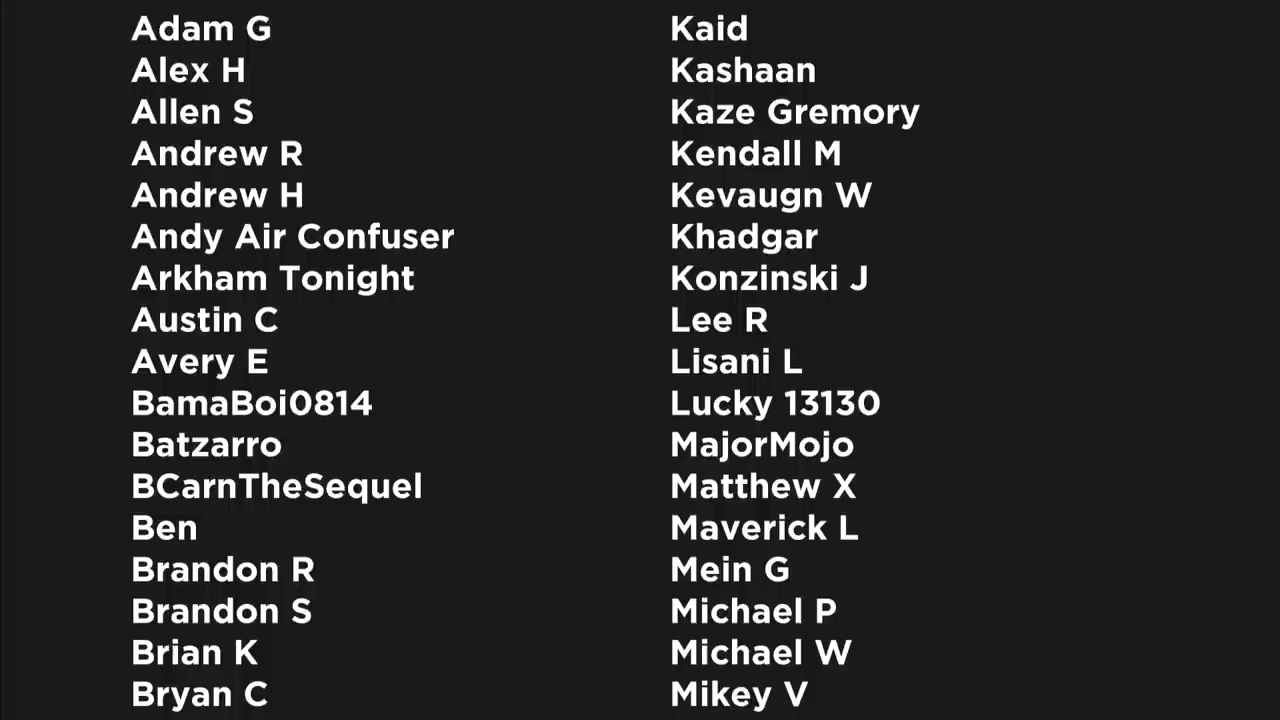 Adam G
Alex H
Allen S
Andrew R
Andrew H
Andy Air Confuser
Arkham Tonight
Austin C
Avery E
BamaBoi0814
Batzarro
BCarnTheSequel
Ben
Brandon R
Brandon S
Brian K
Bryan C
Kaid
Kashaan
Kaze Gremory
Kendall M
Kevaugn W
Khadgar
Konzinski J
Lee R
Lisani L
Lucky 13130
MajorMojo
Matthew X
Maverick L
Mein G
Michael P
Michael W
Mikey V